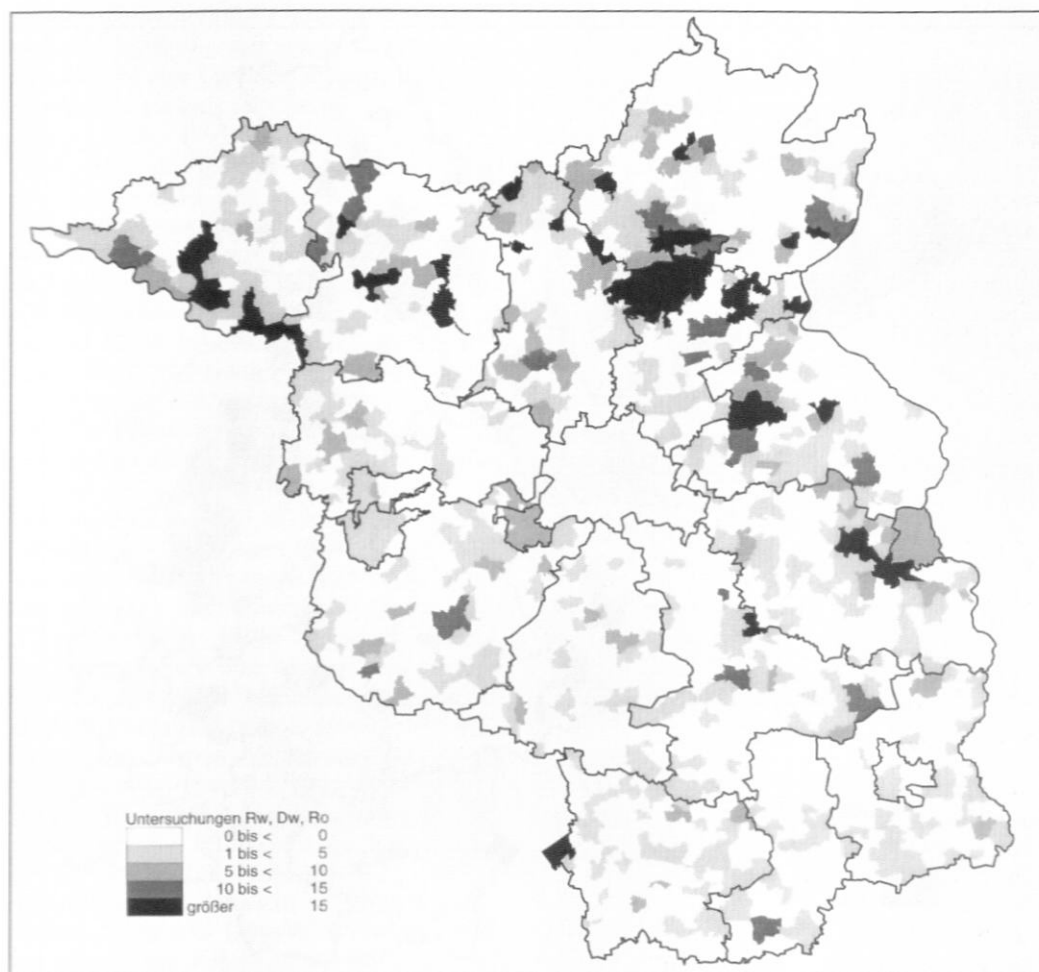 Untersuchungen Rw, Dw, Ro
0 bis < 0
1 bis < 5
5 bis < 10
10 bis < 15
größer 15